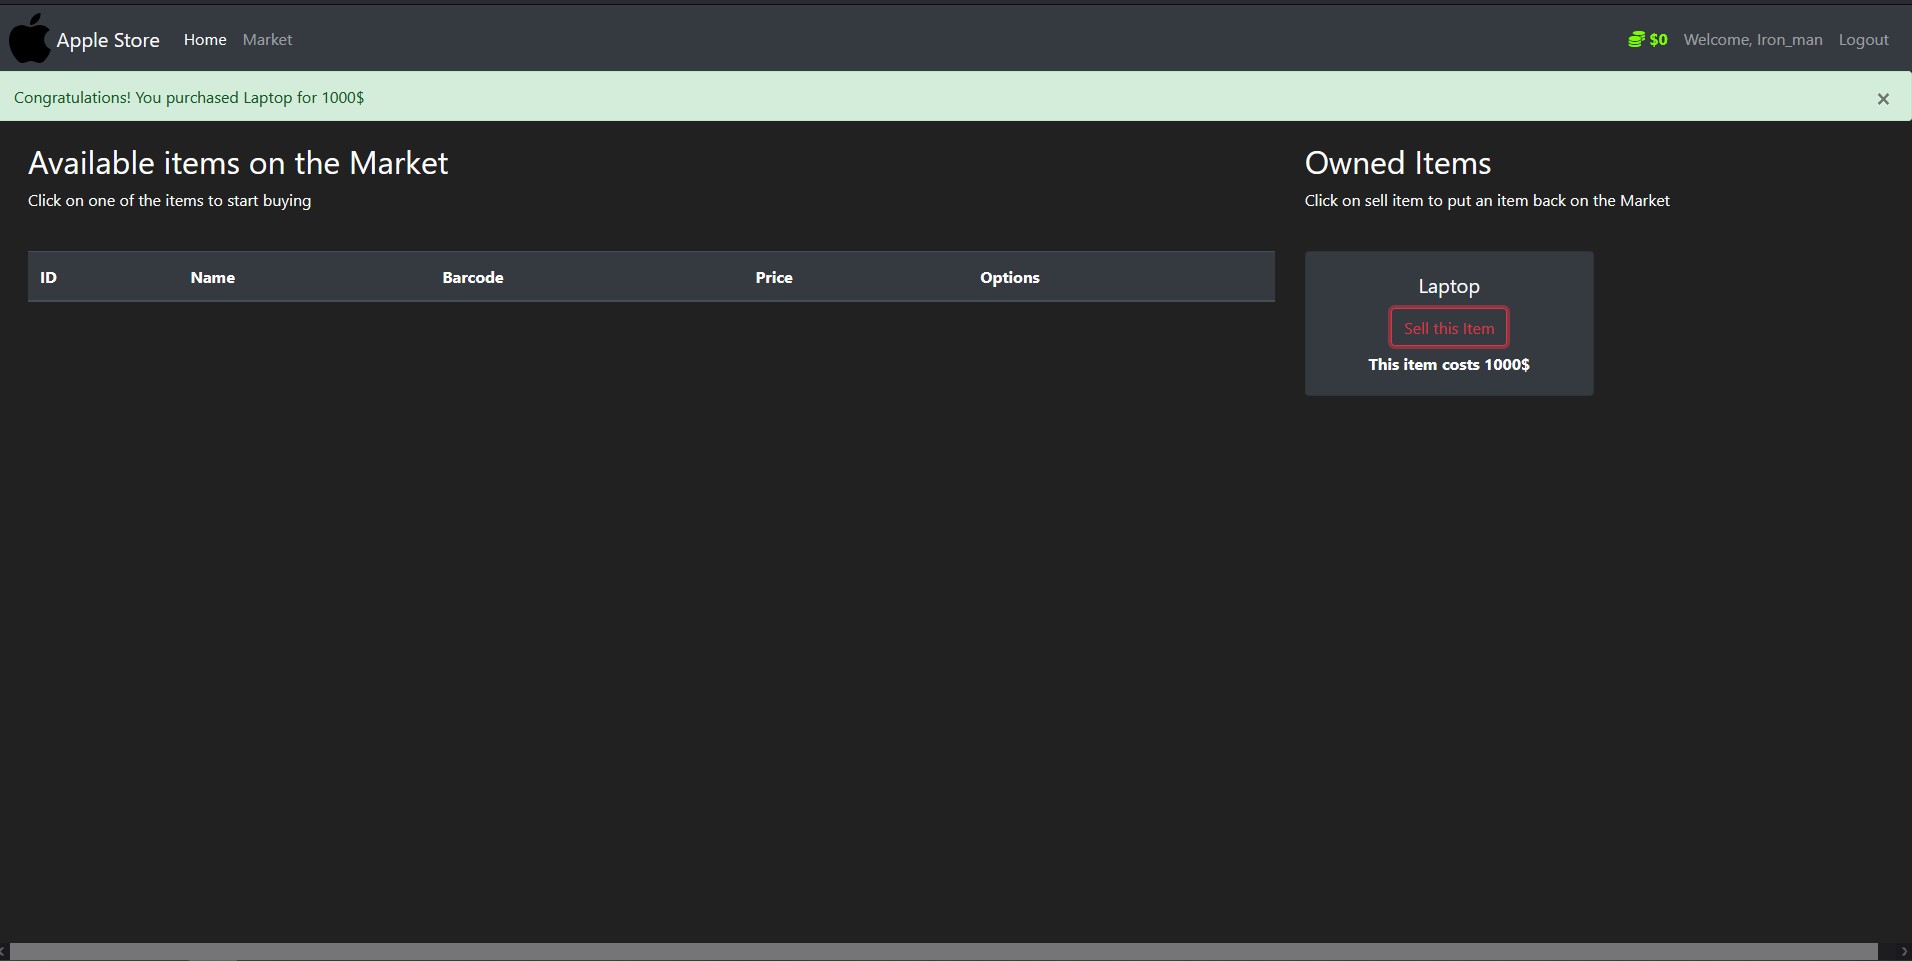 Apple Store Home Market $0 Welcome, Iron_man Logout
Congratulations! You purchased Laptop for 1000$ ×
Available items on the Market
Click on one of the items to start buying
ID Name Barcode Price Options
Owned Items
Click on sell item to put an item back on the Market
Laptop
Sell this Item
This item costs 1000$